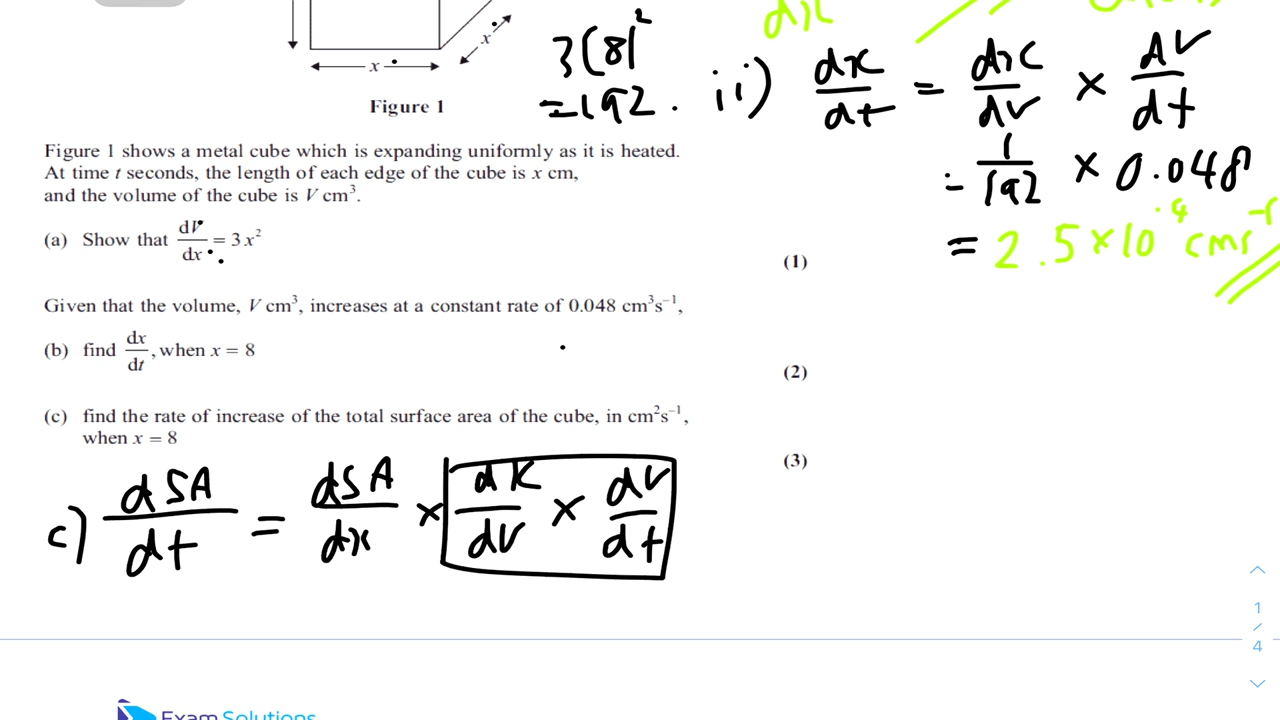 x
x
Figure 1
3(8)²
=192.
dx
ii) dx/dt = dx/dV × dV/dt
= 1/192 × 0.048
= 2.5×10⁻⁴ cms⁻¹
Figure 1 shows a metal cube which is expanding uniformly as it is heated.
At time t seconds, the length of each edge of the cube is x cm,
and the volume of the cube is V cm³.
(a) Show that dV/dx = 3x²
(1)
Given that the volume, V cm³, increases at a constant rate of 0.048 cm³s⁻¹,
(b) find dx/dt, when x = 8
(2)
(c) find the rate of increase of the total surface area of the cube, in cm²s⁻¹,
when x = 8
(3)
c) dSA/dt = dSA/dx × dx/dV × dV/dt
1
/
4
ExamSolutions